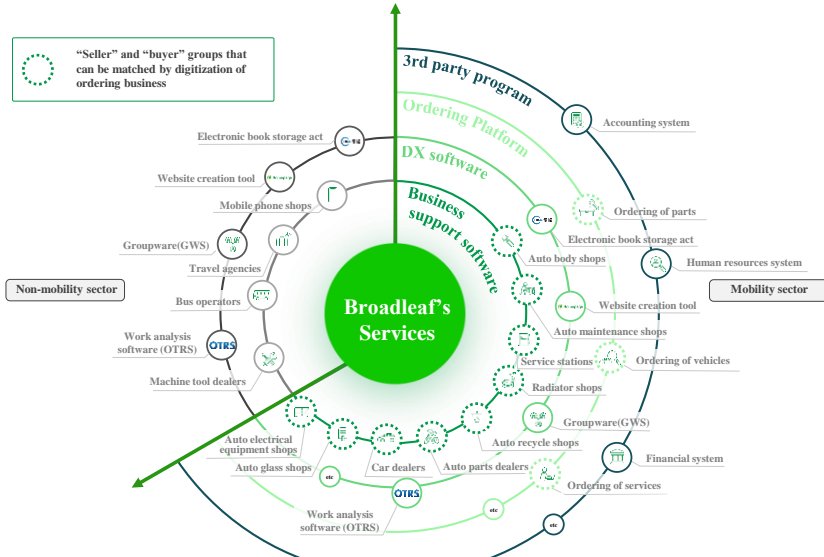 “Seller” and “buyer” groups that
can be matched by digitization of
ordering business
3rd party program
Ordering Platform
DX software
Business
support software
Broadleaf’s
Services
Non-mobility sector
Mobility sector
Electronic book storage act
Website creation tool
Mobile phone shops
Groupware(GWS)
Travel agencies
Bus operators
Work analysis
software (OTRS)
OTRS
Machine tool dealers
Accounting system
Ordering of parts
Electronic book storage act
Auto body shops
Human resources system
Website creation tool
Auto maintenance shops
Service stations
Ordering of vehicles
Radiator shops
Groupware(GWS)
Auto recycle shops
Auto electrical
equipment shops
Auto glass shops
Car dealers
Auto parts dealers
Financial system
Ordering of services
etc
OTRS
etc
etc
Work analysis
software (OTRS)